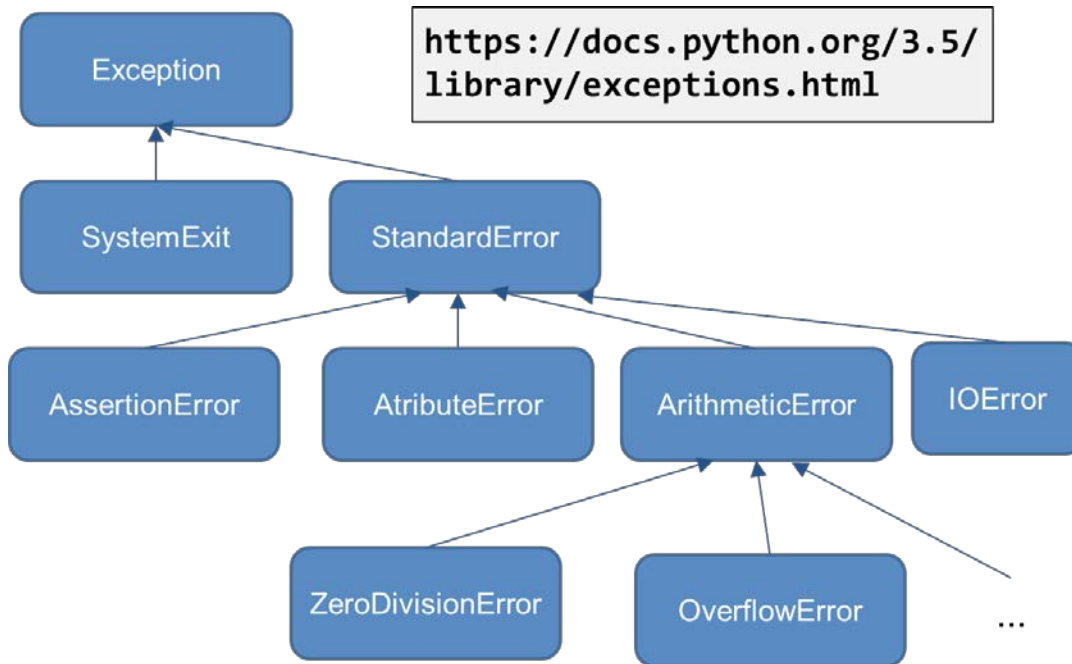 Exception
https://docs.python.org/3.5/
library/exceptions.html
SystemExit
StandardError
AssertionError
AtributeError
ArithmeticError
IOError
ZeroDivisionError
OverflowError
...